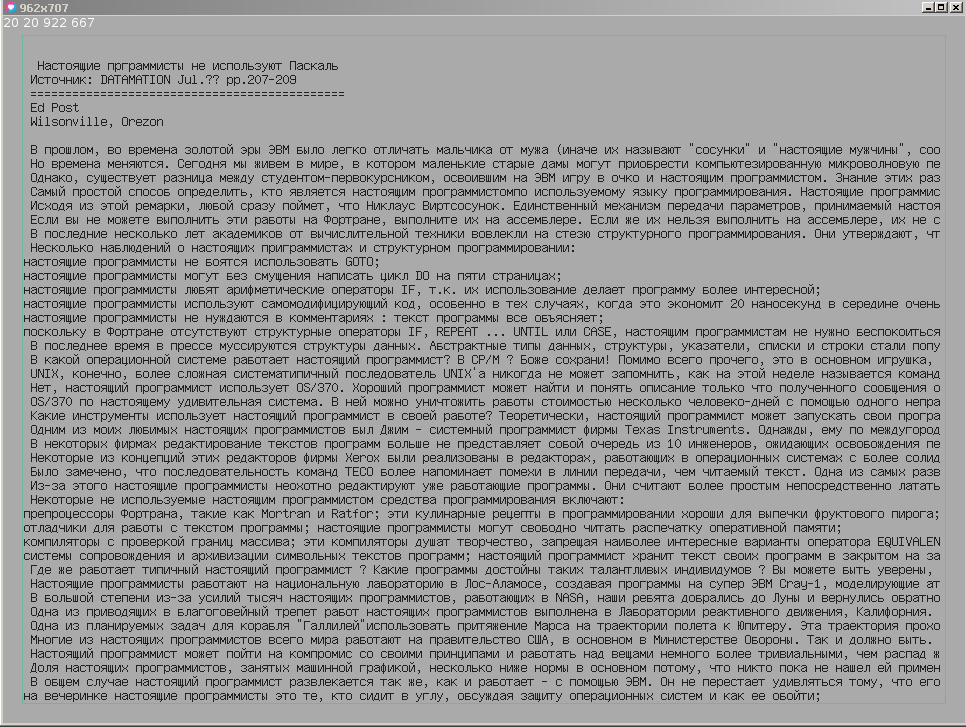 962x707
20 20 922 667
Настоящие прграммисты не используют Паскаль
Источник: DATAMATION Jul.?? pp.207-209
=============================================
Ed Post
Wilsonville, Orezon
В прошлом, во времена золотой эры ЭВМ было легко отличать мальчика от мужа (иначе их называют "сосунки" и "настоящие мужчины", соо
Но времена меняются. Сегодня мы живем в мире, в котором маленькие старые дамы могут приобрести компьютезированную микроволновую пе
Однако, существует разница между студентом-первокурсником, освоившим на ЭВМ игру в очко и настоящим программистом. Знание этих раз
Самый простой способ определить, кто является настоящим программистомпо используемому языку программирования. Настоящие программис
Исходя из этой ремарки, любой сразу поймет, что Никлаус Виртсосунок. Единственный механизм передачи параметров, принимаемый настоя
Если вы не можете выполнить эти работы на Фортране, выполните их на ассемблере. Если же их нельзя выполнить на ассемблере, их не с
В последние несколько лет академиков от вычислительной техники вовлекли на стезю структурного программирования. Они утверждают, чт
Несколько наблюдений о настоящих приграммистах и структурном программировании:
настоящие программисты не боятся использовать GOTO;
настоящие программисты могут без смущения написать цикл DO на пяти страницах;
настоящие программисты любят арифметические операторы IF, т.к. их использование делает программу более интересной;
настоящие программисты используют самомодифицирующий код, особенно в тех случаях, когда это экономит 20 наносекунд в середине очень
настоящие программисты не нуждаются в комментариях : текст программы все объясняет;
поскольку в Фортране отсутствуют структурные операторы IF, REPEAT ... UNTIL или CASE, настоящим программистам не нужно беспокоиться
В последнее время в прессе муссируются структуры данных. Абстрактные типы данных, структуры, указатели, списки и строки стали попу
В какой операционной системе работает настоящий программист? В CP/M ? Боже сохрани! Помимо всего прочего, это в основном игрушка,
UNIX, конечно, более сложная систематипичный последователь UNIX'а никогда не может запомнить, как на этой неделе называется команд
Нет, настоящий программист использует OS/370. Хороший программист может найти и понять описание только что полученного сообщения о
OS/370 по настоящему удивительная система. В ней можно уничтожить работы стоимостью несколько человеко-дней с помощью одного непра
Какие инструменты использует настоящий программист в своей работе? Теоретически, настоящий программист может запускать свои програ
Одним из моих любимых настоящих программистов был Джим - системный программист фирмы Texas Instruments. Однажды, ему по междугород
В некоторых фирмах редактирование текстов программ больше не представляет собой очередь из 10 инженеров, ожидающих освобождения пе
Некоторые из концепций этих редакторов фирмы Xerox были реализованы в редакторах, работающих в операционных системах с более солид
Было замечено, что последовательность команд TECO более напоминает помехи в линии передачи, чем читаемый текст. Одна из самых разв
Из-за этого настоящие программисты неохотно редактируют уже работающие программы. Они считают более простым непосредственно латать
Некоторые не используемые настоящим программистом средства программирования включают:
препроцессоры Фортрана, такие как Mortran и Ratfor; эти кулинарные рецепты в программировании хороши для выпечки фруктового пирога;
отладчики для работы с текстом программы; настоящие программисты могут свободно читать распечатку оперативной памяти;
компиляторы с проверкой границ массива; эти компиляторы душат творчество, запрещая наиболее интересные варианты оператора EQUIVALEN
системы сопровождения и архивизации символьных текстов программ; настоящий программист хранит текст своих программ в закрытом на за
Где же работает типичный настоящий программист ? Какие программы достойны таких талантливых индивидумов ? Вы можете быть уверены,
Настоящие программисты работают на национальную лабораторию в Лос-Аламосе, создавая программы на супер ЭВМ Cray-1, моделирующие ат
В большой степени из-за усилий тысяч настоящих программистов, работающих в NASA, наши ребята добрались до Луны и вернулись обратно
Одна из приводящих в благоговейный трепет работ настоящих программистов выполнена в Лаборатории реактивного движения, Калифорния.
Одна из планируемых задач для корабля "Галлилей"использовать притяжение Марса на траектории полета к Юпитеру. Эта траектория прохо
Многие из настоящих программистов всего мира работают на правительство США, в основном в Министерстве Обороны. Так и должно быть.
Настоящий программист может пойти на компромис со своими принципами и работать над вещами немного более тривиальными, чем распад ж
Доля настоящих программистов, занятых машинной графикой, несколько ниже нормы в основном потому, что никто пока не нашел ей примен
В общем случае настоящий программист развлекается так же, как и работает - с помощью ЭВМ. Он не перестает удивляться тому, что его
на вечеринке настоящие программисты это те, кто сидит в углу, обсуждая защиту операционных систем и как ее обойти;